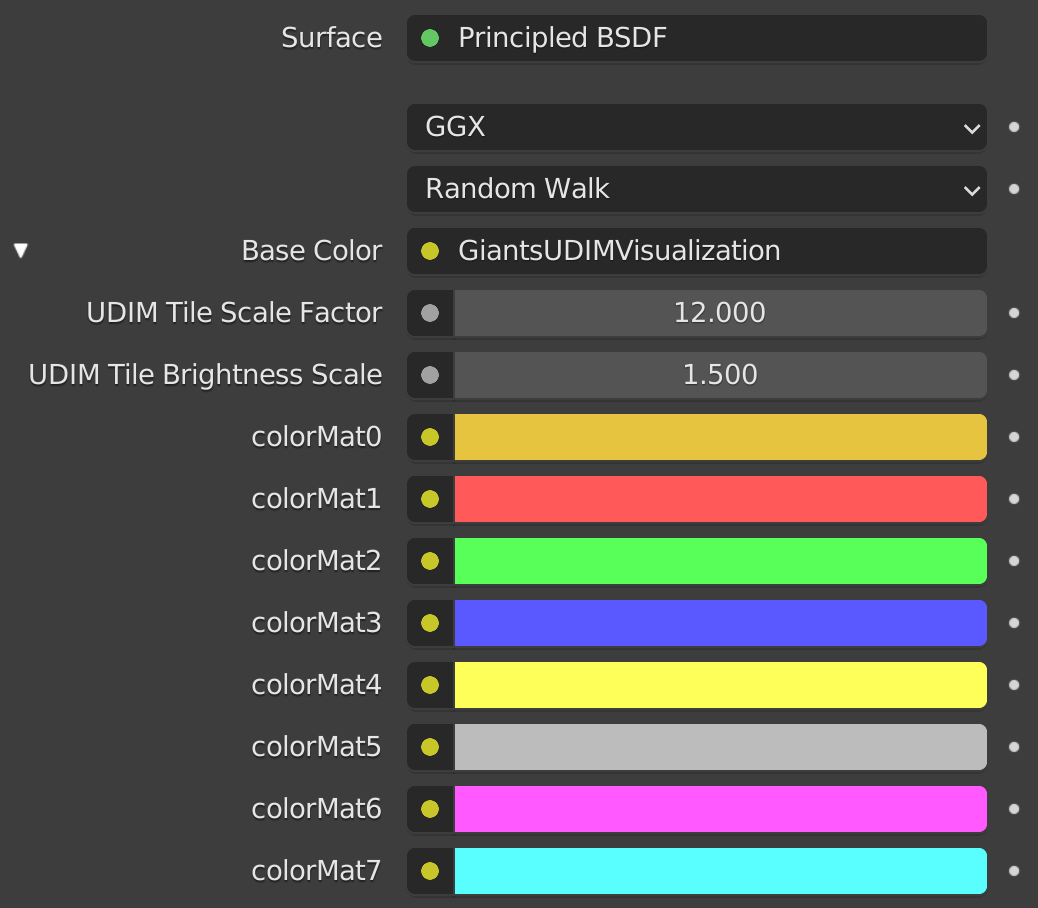 Surface Principled BSDF
GGX
Random Walk
Base Color GiantsUDIMVisualization
UDIM Tile Scale Factor 12.000
UDIM Tile Brightness Scale 1.500
colorMat0
colorMat1
colorMat2
colorMat3
colorMat4
colorMat5
colorMat6
colorMat7